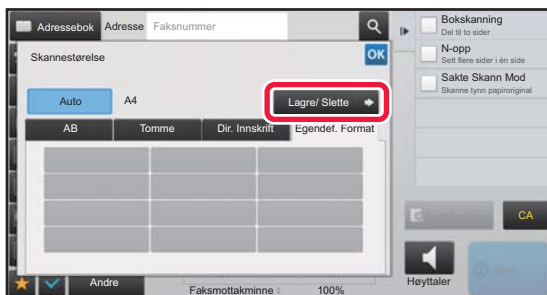 Adressebok Adresse Faksnummer
Bokskanning
Del til to sider
N-opp
Sett flere sider i én side
Sakte Skann Mod
Skanne tynn papiroriginal
Skannestørelse
OK
Auto A4 Lagre/ Slette
AB Tomme Dir. Innskrift Egendef. Format
CA
Start
Andre
Faksmottakminne : 100%
Høyttaler